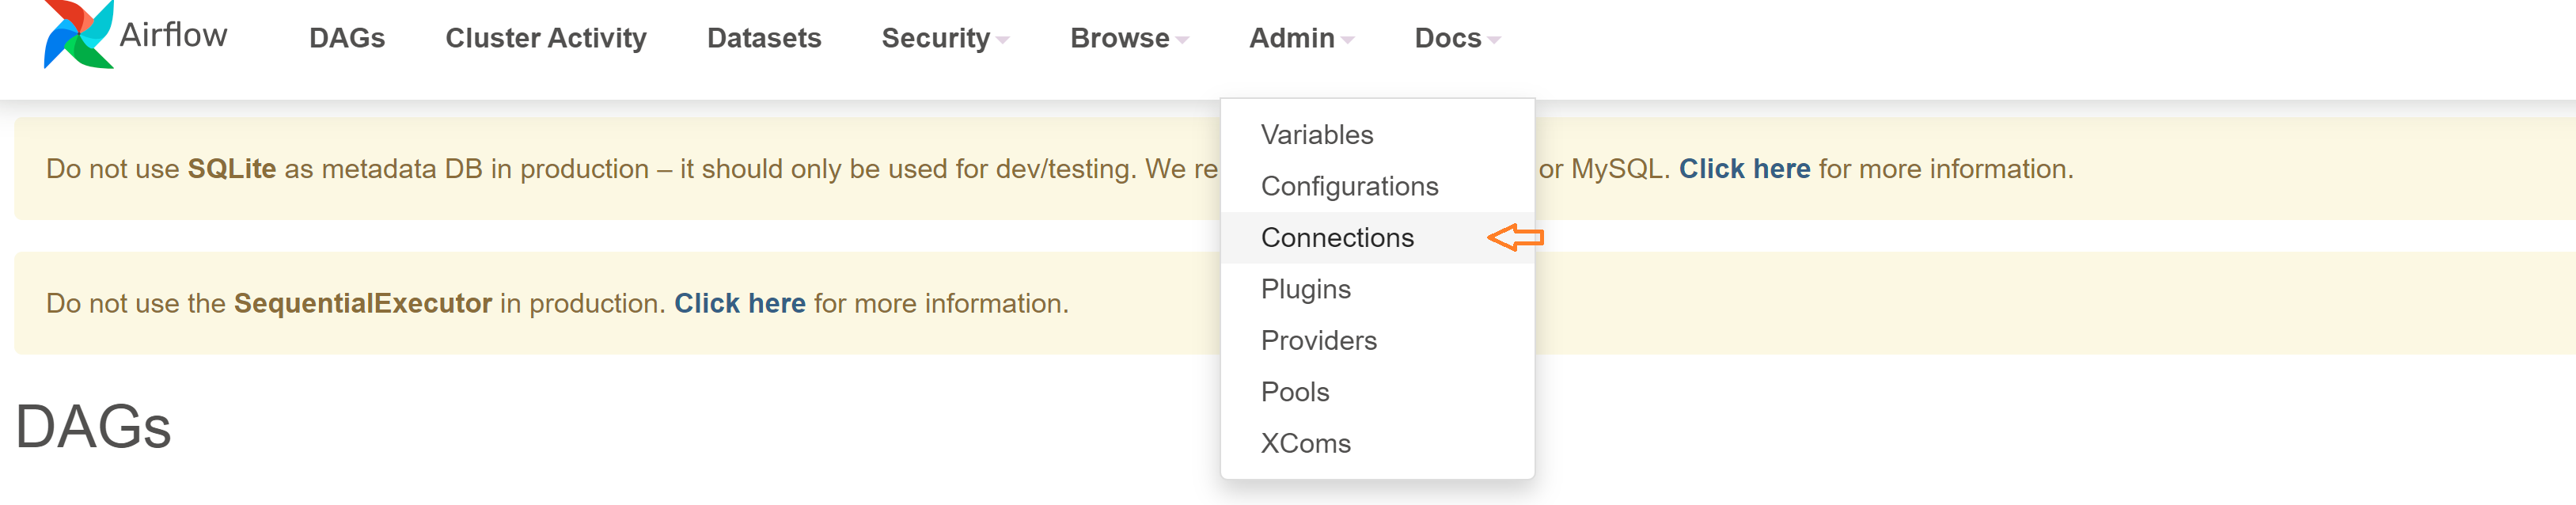 Airflow DAGs Cluster Activity Datasets Security Browse Admin Docs
Variables
Configurations
Connections
Plugins
Providers
Pools
XComs
Do not use SQLite as metadata DB in production – it should only be used for dev/testing. We re or MySQL. Click here for more information.
Do not use the SequentialExecutor in production. Click here for more information.
DAGs